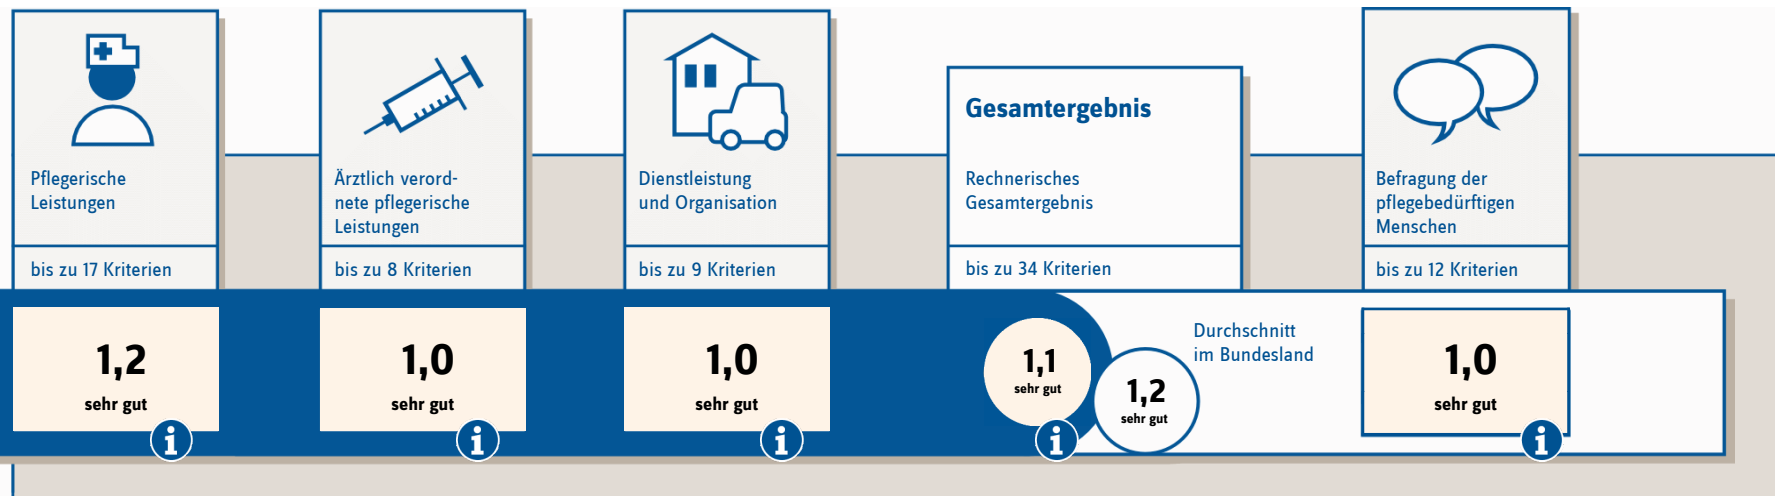 Pflegerische
Leistungen
bis zu 17 Kriterien
1,2
sehr gut
i
Ärztlich verord-
nete pflegerische
Leistungen
bis zu 8 Kriterien
1,0
sehr gut
i
Dienstleistung
und Organisation
bis zu 9 Kriterien
1,0
sehr gut
i
Gesamtergebnis
Rechnerisches
Gesamtergebnis
bis zu 34 Kriterien
1,1
sehr gut
i
1,2
sehr gut
Durchschnitt
im Bundesland
Befragung der
pflegebedürftigen
Menschen
bis zu 12 Kriterien
1,0
sehr gut
i